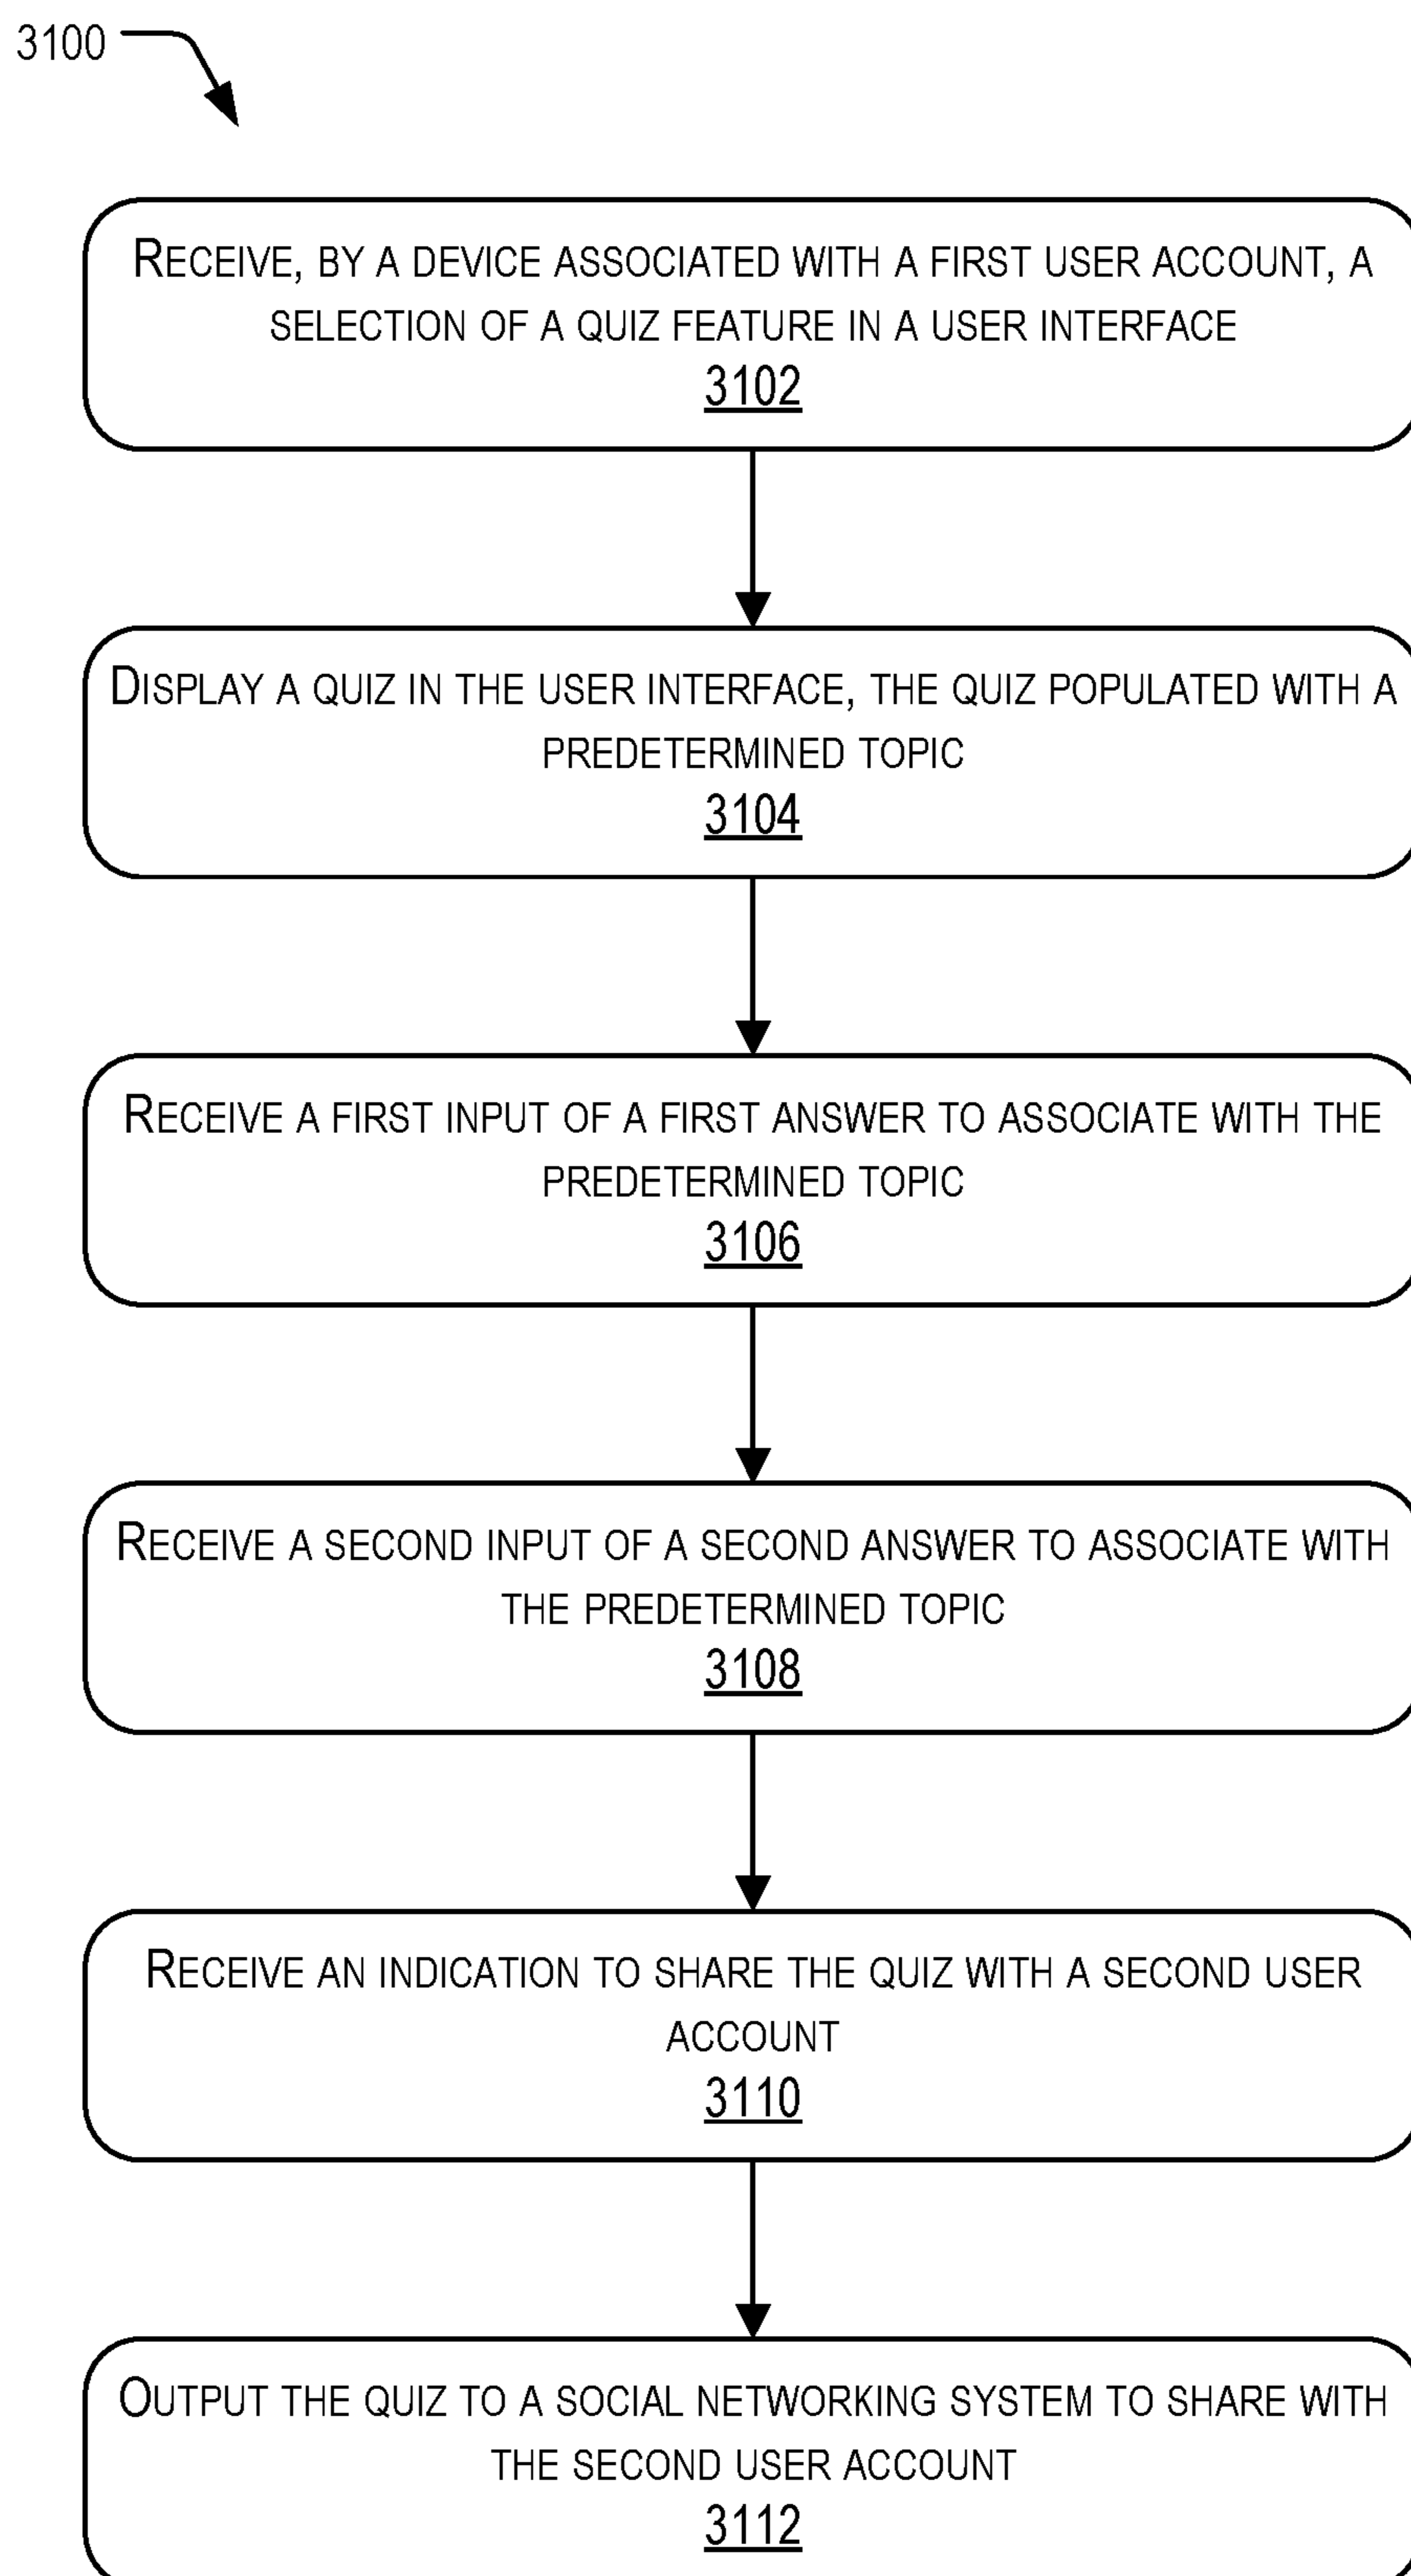 3100
RECEIVE, BY A DEVICE ASSOCIATED WITH A FIRST USER ACCOUNT, A
SELECTION OF A QUIZ FEATURE IN A USER INTERFACE
3102
DISPLAY A QUIZ IN THE USER INTERFACE, THE QUIZ POPULATED WITH A
PREDETERMINED TOPIC
3104
RECEIVE A FIRST INPUT OF A FIRST ANSWER TO ASSOCIATE WITH THE
PREDETERMINED TOPIC
3106
RECEIVE A SECOND INPUT OF A SECOND ANSWER TO ASSOCIATE WITH
THE PREDETERMINED TOPIC
3108
RECEIVE AN INDICATION TO SHARE THE QUIZ WITH A SECOND USER
ACCOUNT
3110
OUTPUT THE QUIZ TO A SOCIAL NETWORKING SYSTEM TO SHARE WITH
THE SECOND USER ACCOUNT
3112